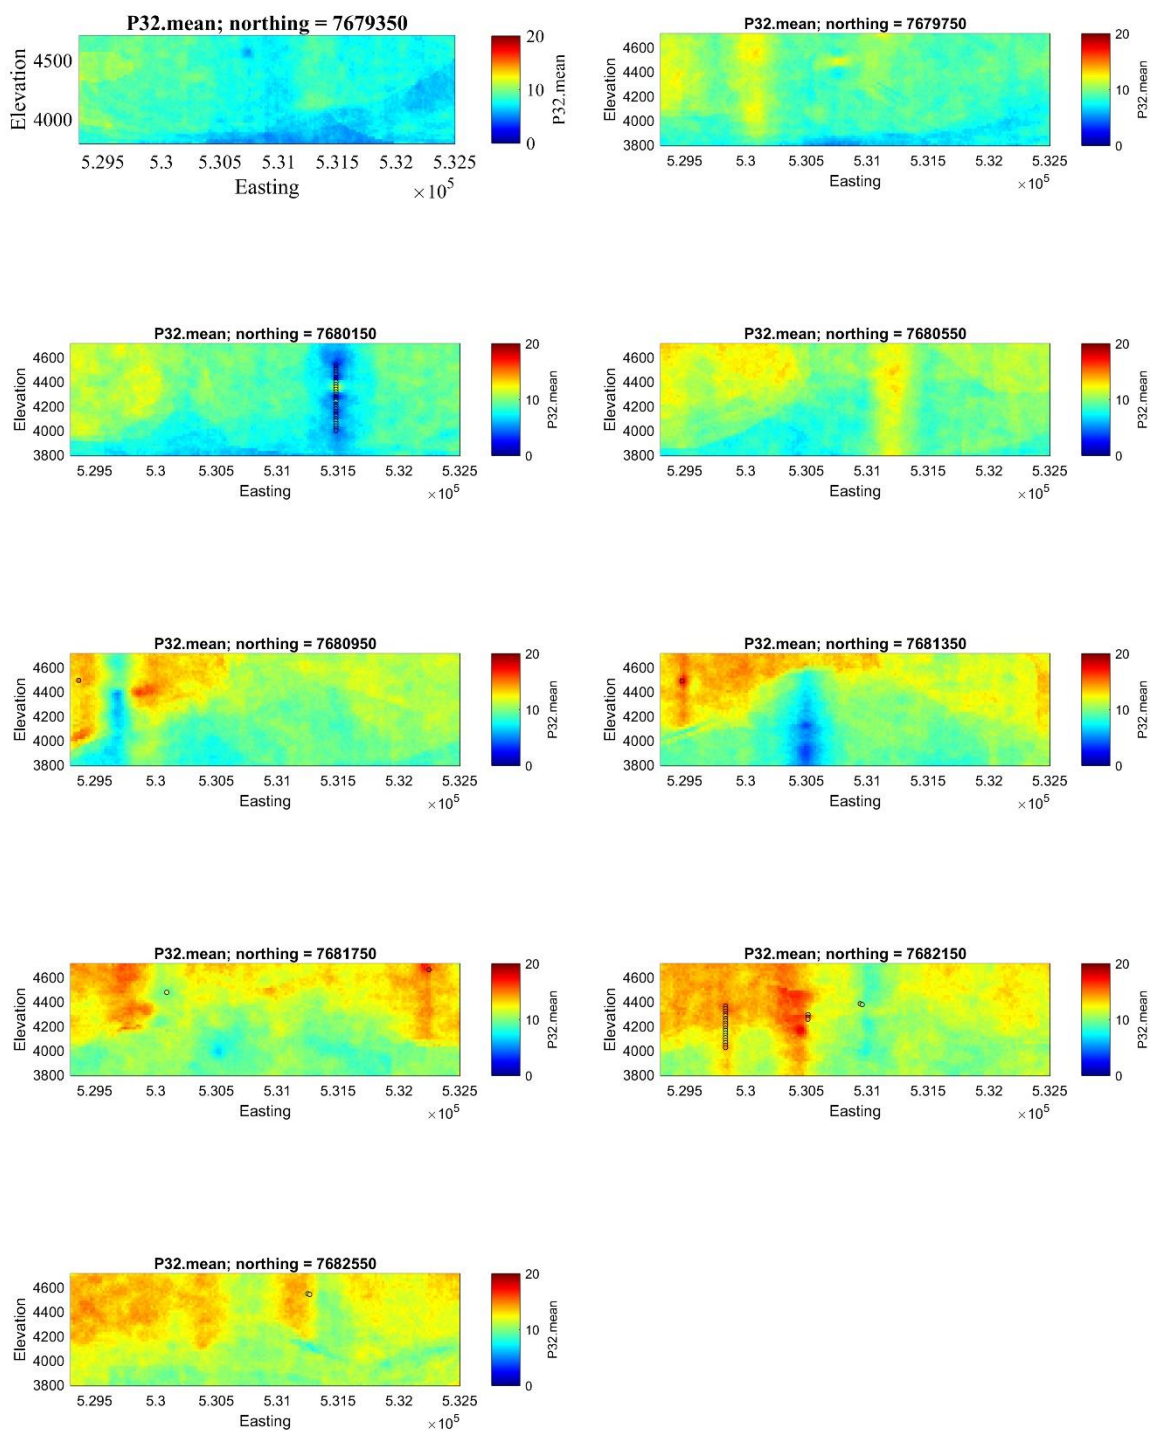 P32.mean; northing = 7679350
Elevation
4500
4000
5.295 5.3 5.305 5.31 5.315 5.32 5.325
Easting
×10^5
20
10
0
P32.mean
P32.mean; northing = 7679750
Elevation
4600
4400
4200
4000
3800
5.295 5.3 5.305 5.31 5.315 5.32 5.325
Easting
×10^5
20
10
0
P32.mean
P32.mean; northing = 7680150
Elevation
4600
4400
4200
4000
3800
5.295 5.3 5.305 5.31 5.315 5.32 5.325
Easting
×10^5
20
10
0
P32.mean
P32.mean; northing = 7680550
Elevation
4600
4400
4200
4000
3800
5.295 5.3 5.305 5.31 5.315 5.32 5.325
Easting
×10^5
20
10
0
P32.mean
P32.mean; northing = 7680950
Elevation
4600
4400
4200
4000
3800
5.295 5.3 5.305 5.31 5.315 5.32 5.325
Easting
×10^5
20
10
0
P32.mean
P32.mean; northing = 7681350
Elevation
4600
4400
4200
4000
3800
5.295 5.3 5.305 5.31 5.315 5.32 5.325
Easting
×10^5
20
10
0
P32.mean
P32.mean; northing = 7681750
Elevation
4600
4400
4200
4000
3800
5.295 5.3 5.305 5.31 5.315 5.32 5.325
Easting
×10^5
20
10
0
P32.mean
P32.mean; northing = 7682150
Elevation
4600
4400
4200
4000
3800
5.295 5.3 5.305 5.31 5.315 5.32 5.325
Easting
×10^5
20
10
0
P32.mean
P32.mean; northing = 7682550
Elevation
4600
4400
4200
4000
3800
5.295 5.3 5.305 5.31 5.315 5.32 5.325
Easting
×10^5
20
10
0
P32.mean